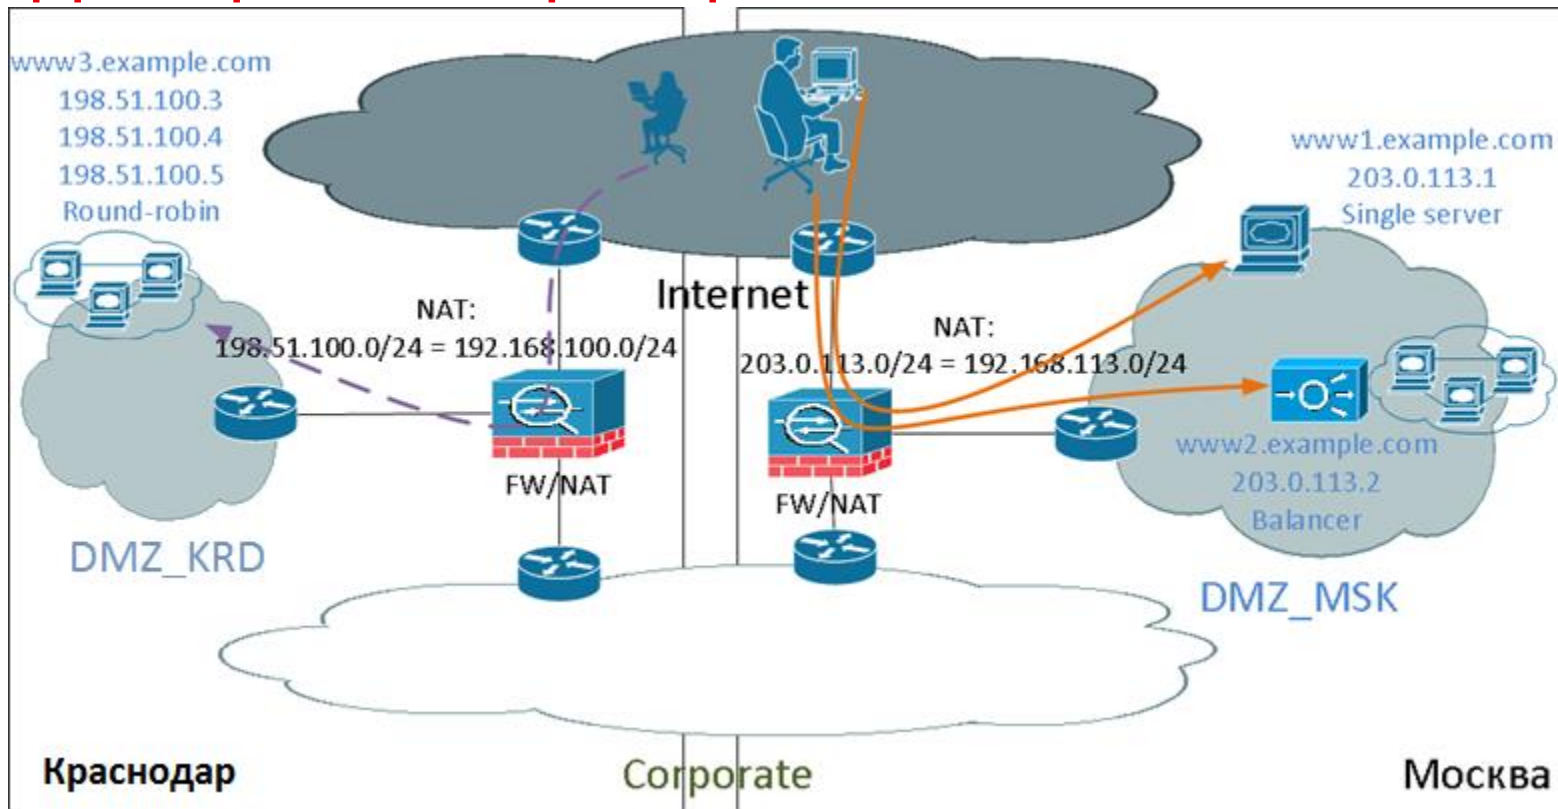 www3.example.com
198.51.100.3
198.51.100.4
198.51.100.5
Round-robin
www1.example.com
203.0.113.1
Single server
Internet
NAT:
198.51.100.0/24 = 192.168.100.0/24
NAT:
203.0.113.0/24 = 192.168.113.0/24
FW/NAT
FW/NAT
www2.example.com
203.0.113.2
Balancer
DMZ_KRD
DMZ_MSK
Краснодар
Corporate
Москва